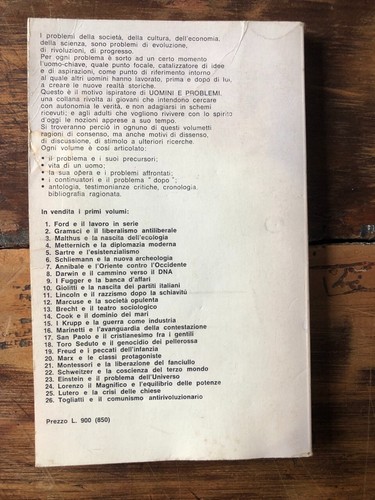 I problemi della società, della cultura, dell'economia,
della scienza, sono problemi di evoluzione,
di rivoluzioni, di progresso.
Per ogni problema è sorto ad un certo momento
l'uomo-chiave, quale punto focale, catalizzatore di idee
e di aspirazioni, come punto di riferimento intorno
al quale altri uomini hanno lavorato, prima e dopo di lui,
a creare le nuove realtà storiche.
Questo è il motivo ispiratore di UOMINI E PROBLEMI,
una collana rivolta ai giovani che intendono cercare
con autonomia le verità, e non adagiarsi in schemi
ricevuti; e agli adulti che vogliono rivivere con lo spirito
d'oggi le nozioni apprese a suo tempo.
Si troveranno perciò in ognuno di questi volumetti
ragioni di consenso, ma anche motivi di dissenso,
di discussione, di stimolo a ulteriori ricerche.
Ogni volume è così articolato:
• il problema e i suoi precursori;
• vita di un uomo;
• la sua opera e i problemi affrontati;
• i continuatori e il problema "dopo";
• antologia, testimonianze critiche, cronologia
bibliografia ragionata.
In vendita i primi volumi:
1. Ford e il lavoro in serie
2. Gramsci e il liberalismo antiliberale
3. Malthus e la nascita dell'ecologia
4. Metternich e la diplomazia moderna
5. Sartre e l'esistenzialismo
6. Schliemann e la nuova archeologia
7. Annibale e l'Oriente contro l'Occidente
8. Darwin e il cammino verso il DNA
9. I Fugger e la banca d'affari
10. Giolitti e la nascita dei partiti italiani
11. Lincoln e il razzismo dopo la schiavitù
12. Marcuse e la società opulenta
13. Brecht e il teatro sociologico
14. Cook e il dominio dei mari
15. I Krupp e la guerra come industria
16. Marinetti e l'avanguardia della contestazione
17. San Paolo e il cristianesimo fra i gentili
18. Toro Seduto e il genocidio dei pellerossa
19. Freud e i peccati dell'infanzia
20. Marx e le classi protagoniste
21. Montessori e la liberazione del fanciullo
22. Schweitzer e la coscienza del terzo mondo
23. Einstein e il problema dell'Universo
24. Lorenzo il Magnifico e l'equilibrio delle potenze
25. Lutero e la crisi delle chiese
26. Togliatti e il comunismo antirivoluzionario
Prezzo L. 900 (850)